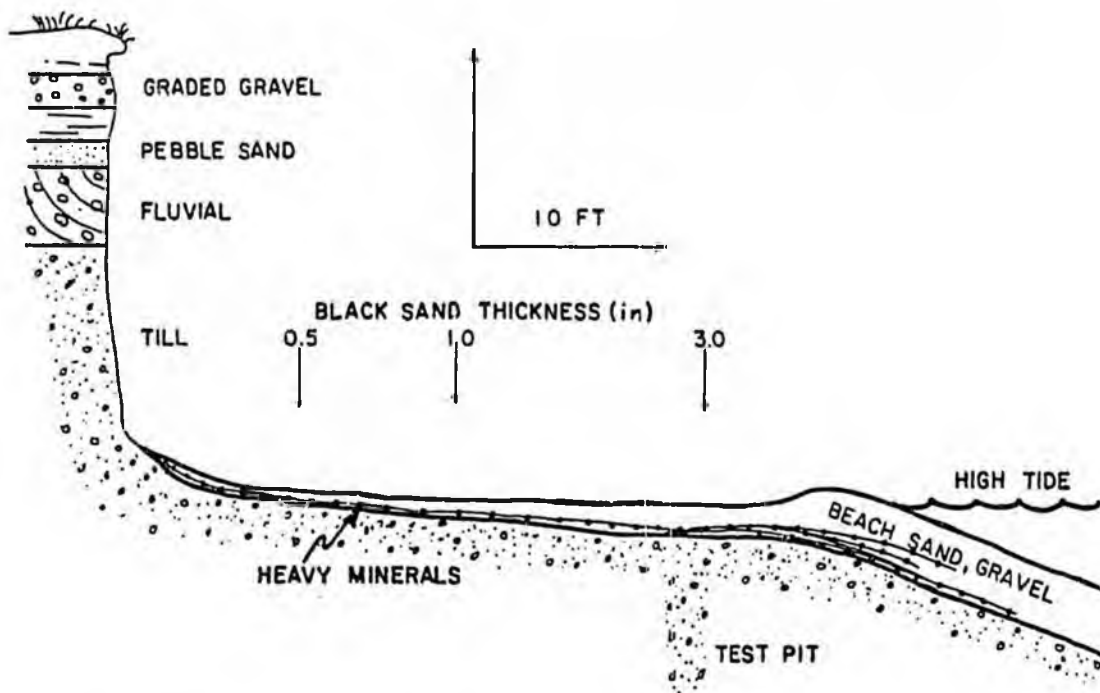 GRADED GRAVEL
PEBBLE SAND
FLUVIAL
10 FT
BLACK SAND THICKNESS (in)
TILL
0.5
1.0
3.0
HIGH TIDE
BEACH SAND, GRAVEL
HEAVY MINERALS
TEST PIT